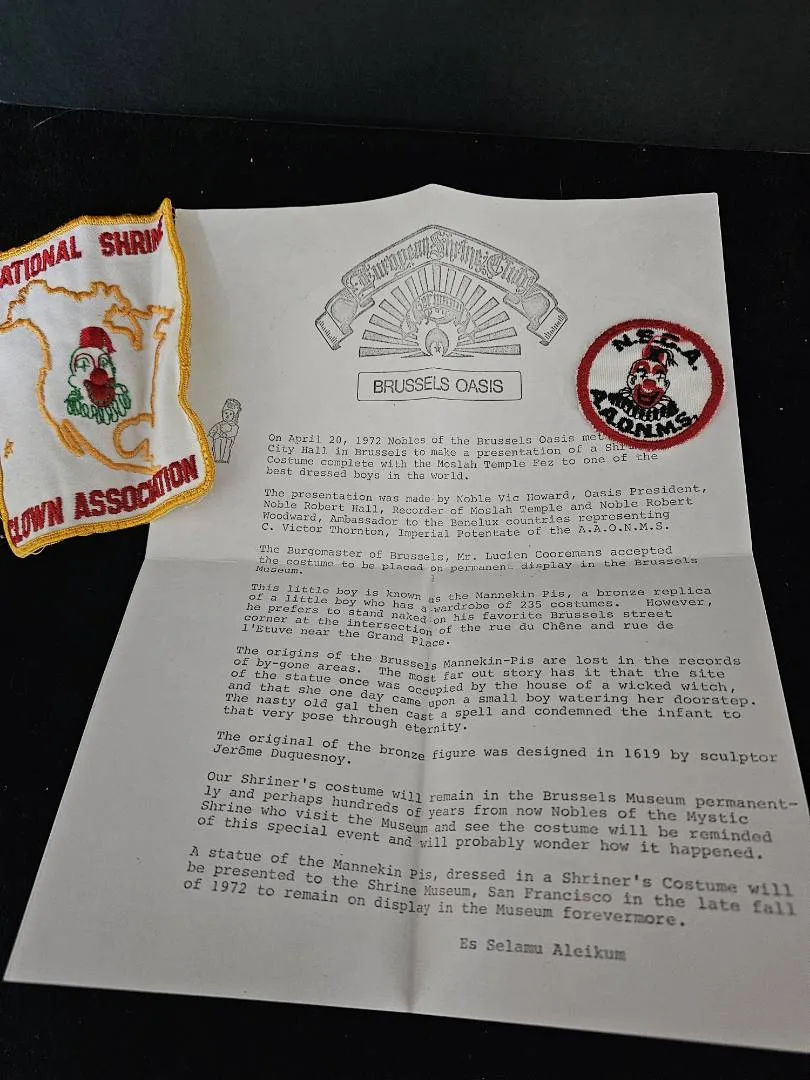 ATIONAL SHRIN
CLOWN ASSOCIATION
European Shrine Club
Germany
BRUSSELS OASIS
N.S.C.A.
A.A.O.N.M.S.
On April 20, 1972 Nobles of the Brussels Oasis met
City Hall in Brussels to make a presentation of a Shri
Costume complete with the Moslah Temple Fez to one of the
best dressed boys in the world.
The presentation was made by Noble Vic Howard, Oasis President,
Noble Robert Hall, Recorder of Moslah Temple and Noble Robert
Woodward, Ambassador to the Benelux countries representing
C. Victor Thornton, Imperial Potentate of the A.A.O.N.M.S.
The Burgomaster of Brussels, Mr. Lucien Cooremans accepted
the costume to be placed on permanent display in the Brussels
Museum.
This little boy is known as the Mannekin Pis, a bronze replica
of a little boy who has a wardrobe of 235 costumes. However,
he prefers to stand naked on his favorite Brussels street
corner at the intersection of the rue du Chêne and rue de
l'Etuve near the Grand Place.
The origins of the Brussels Mannekin-Pis are lost in the records
of by-gone areas. The most far out story has it that the site
of the statue once was occupied by the house of a wicked witch,
and that she one day came upon a small boy watering her doorstep.
The nasty old gal then cast a spell and condemned the infant to
that very pose through eternity.
The original of the bronze figure was designed in 1619 by sculptor
Jerôme Duquesnoy.
Our Shriner's costume will remain in the Brussels Museum permanent-
ly and perhaps hundreds of years from now Nobles of the Mystic
Shrine who visit the Museum and see the costume will be reminded
of this special event and will probably wonder how it happened.
A statue of the Mannekin Pis, dressed in a Shriner's Costume will
be presented to the Shrine Museum, San Francisco in the late fall
of 1972 to remain on display in the Museum forevermore.
Es Selamu Aleikum